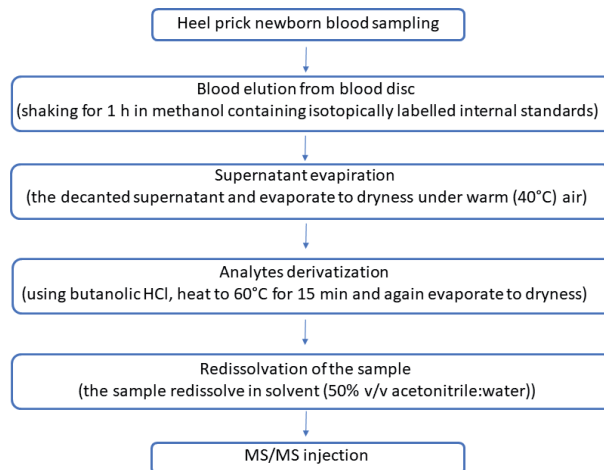 Heel prick newborn blood sampling
Blood elution from blood disc
(shaking for 1 h in methanol containing isotopically labelled internal standards)
Supernatant evapiration
(the decanted supernatant and evaporate to dryness under warm (40°C) air)
Analytes derivatization
(using butanolic HCl, heat to 60°C for 15 min and again evaporate to dryness)
Redissolvation of the sample
(the sample redissolve in solvent (50% v/v acetonitrile:water))
MS/MS injection